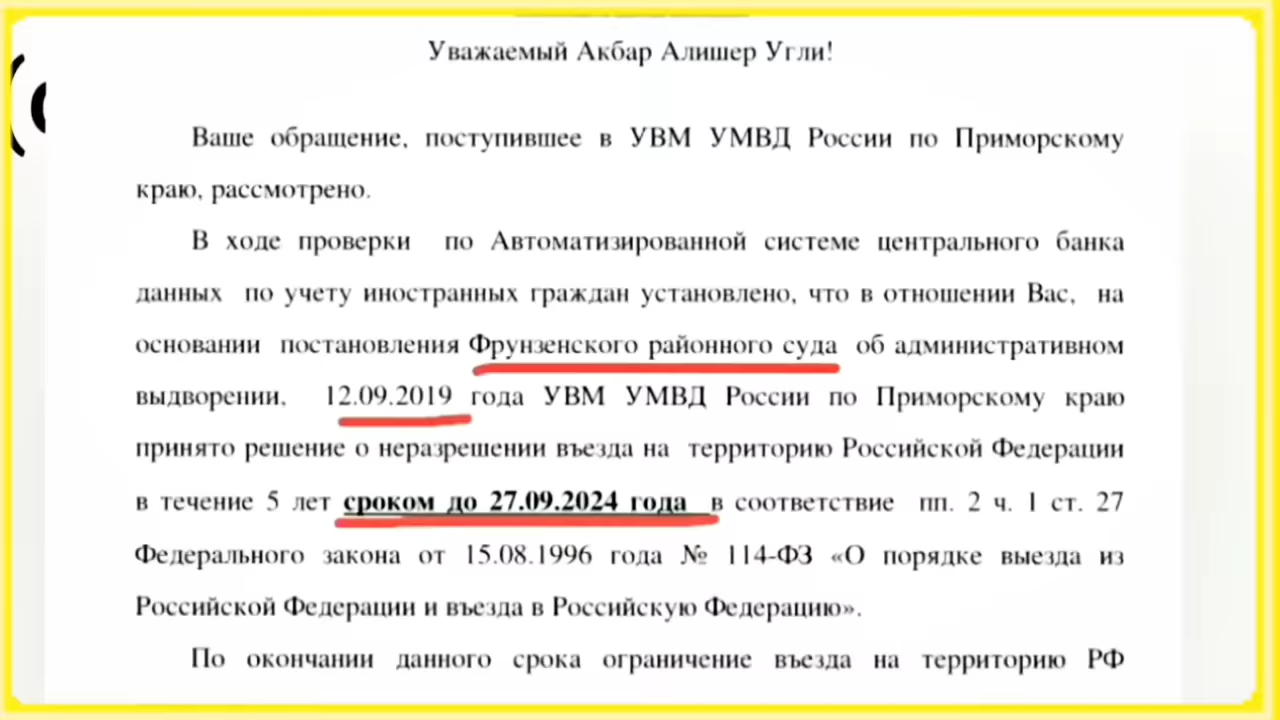 Уважаемый Акбар Алишер Угли!
Ваше обращение, поступившее в УВМ УМВД России по Приморскому
краю, рассмотрено.
В ходе проверки по Автоматизированной системе центрального банка
данных по учету иностранных граждан установлено, что в отношении Вас, на
основании постановления Фрунзенского районного суда об административном
выдворении, 12.09.2019 года УВМ УМВД России по Приморскому краю
принято решение о неразрешении въезда на территорию Российской Федерации
в течение 5 лет сроком до 27.09.2024 года в соответствие пп. 2 ч. 1 ст. 27
Федерального закона от 15.08.1996 года № 114-ФЗ «О порядке выезда из
Российской Федерации и въезда в Российскую Федерацию».
По окончании данного срока ограничение въезда на территорию РФ